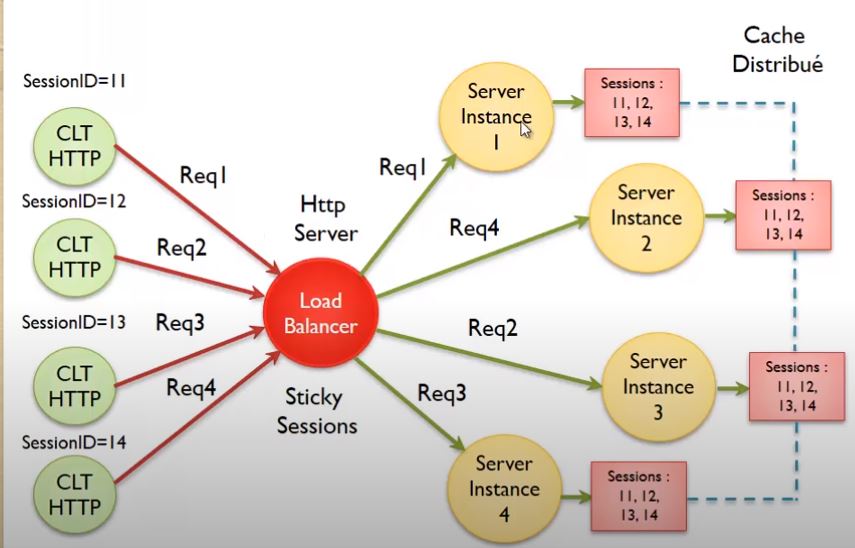 Cache
Distribué
SessionID=11
CLT
HTTP
Req1
SessionID=12
CLT
HTTP
Req2
SessionID=13
CLT
HTTP
Req3
SessionID=14
CLT
HTTP
Req4
Http
Server
Load
Balancer
Sticky
Sessions
Req1
Server
Instance
1
Sessions :
11, 12,
13, 14
Req4
Server
Instance
2
Sessions :
11, 12,
13, 14
Req2
Server
Instance
3
Sessions :
11, 12,
13, 14
Req3
Server
Instance
4
Sessions :
11, 12,
13, 14